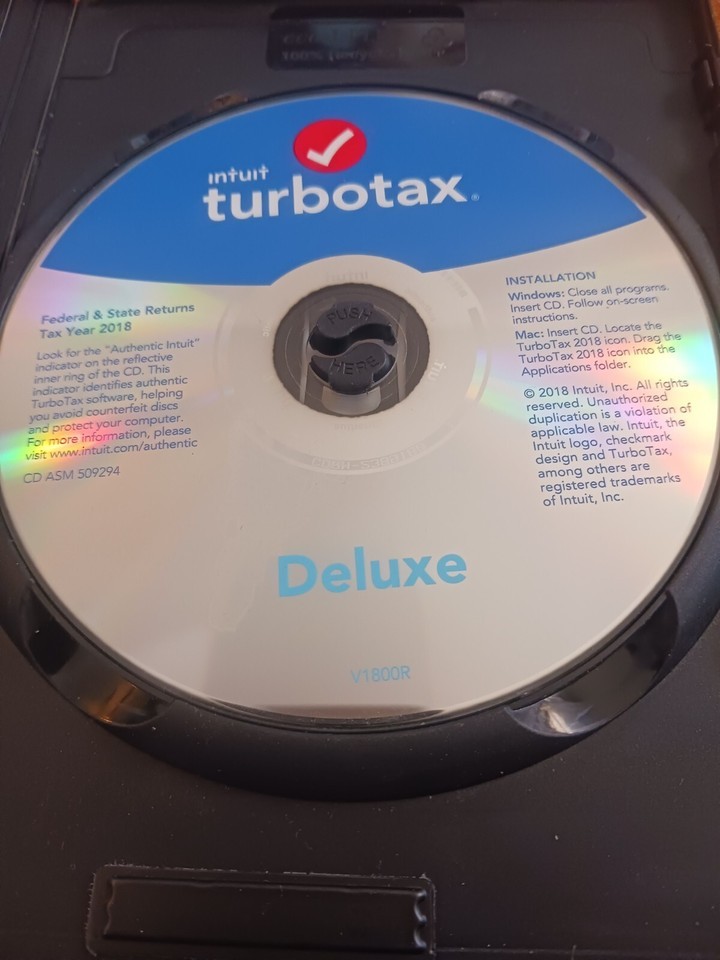 intuit
turbotax®
Federal & State Returns
Tax Year 2018
Look for the "Authentic Intuit"
indicator on the reflective
inner ring of the CD. This
indicator identifies authentic
TurboTax software, helping
you avoid counterfeit discs
and protect your computer.
For more information, please
visit www.intuit.com/authentic
CD ASM 509294
PUSH
HERE
INSTALLATION
Windows: Close all programs.
Insert CD. Follow on-screen
instructions.
Mac: Insert CD. Locate the
TurboTax 2018 icon. Drag the
TurboTax 2018 icon into the
Applications folder.
© 2018 Intuit, Inc. All rights
reserved. Unauthorized
duplication is a violation of
applicable law. Intuit, the
Intuit logo, checkmark
design and TurboTax,
among others are
registered trademarks
of Intuit, Inc.
Deluxe
V1800R